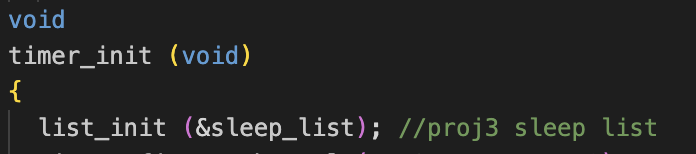 void
timer_init (void)
{
list_init (&sleep_list); //proj3 sleep list